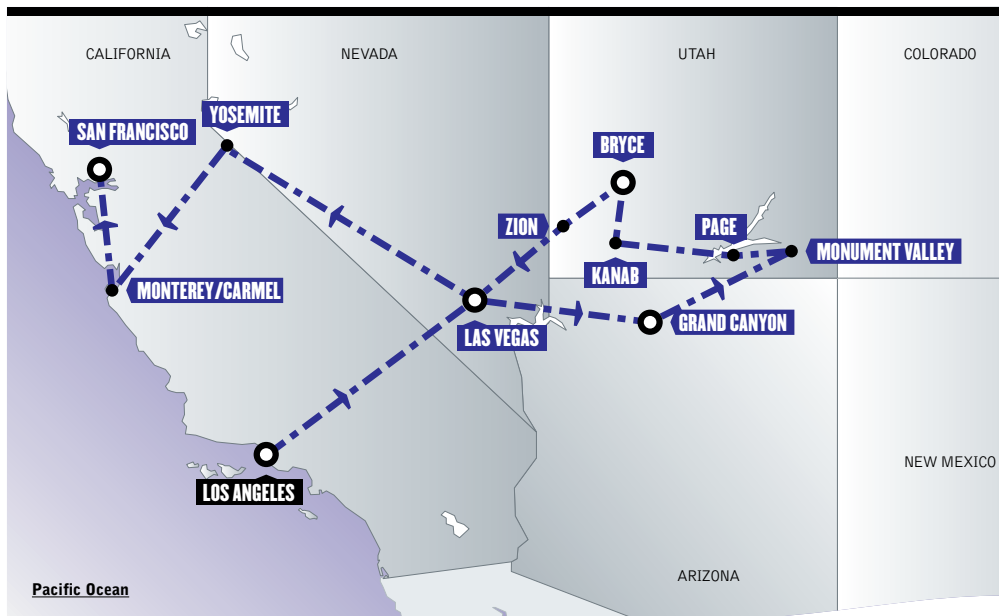 CALIFORNIA
NEVADA
UTAH
COLORADO
YOSEMITE
SAN FRANCISCO
BRYCE
ZION
PAGE
MONUMENT VALLEY
KANAB
MONTEREY/CARMEL
GRAND CANYON
LAS VEGAS
LOS ANGELES
NEW MEXICO
ARIZONA
Pacific Ocean